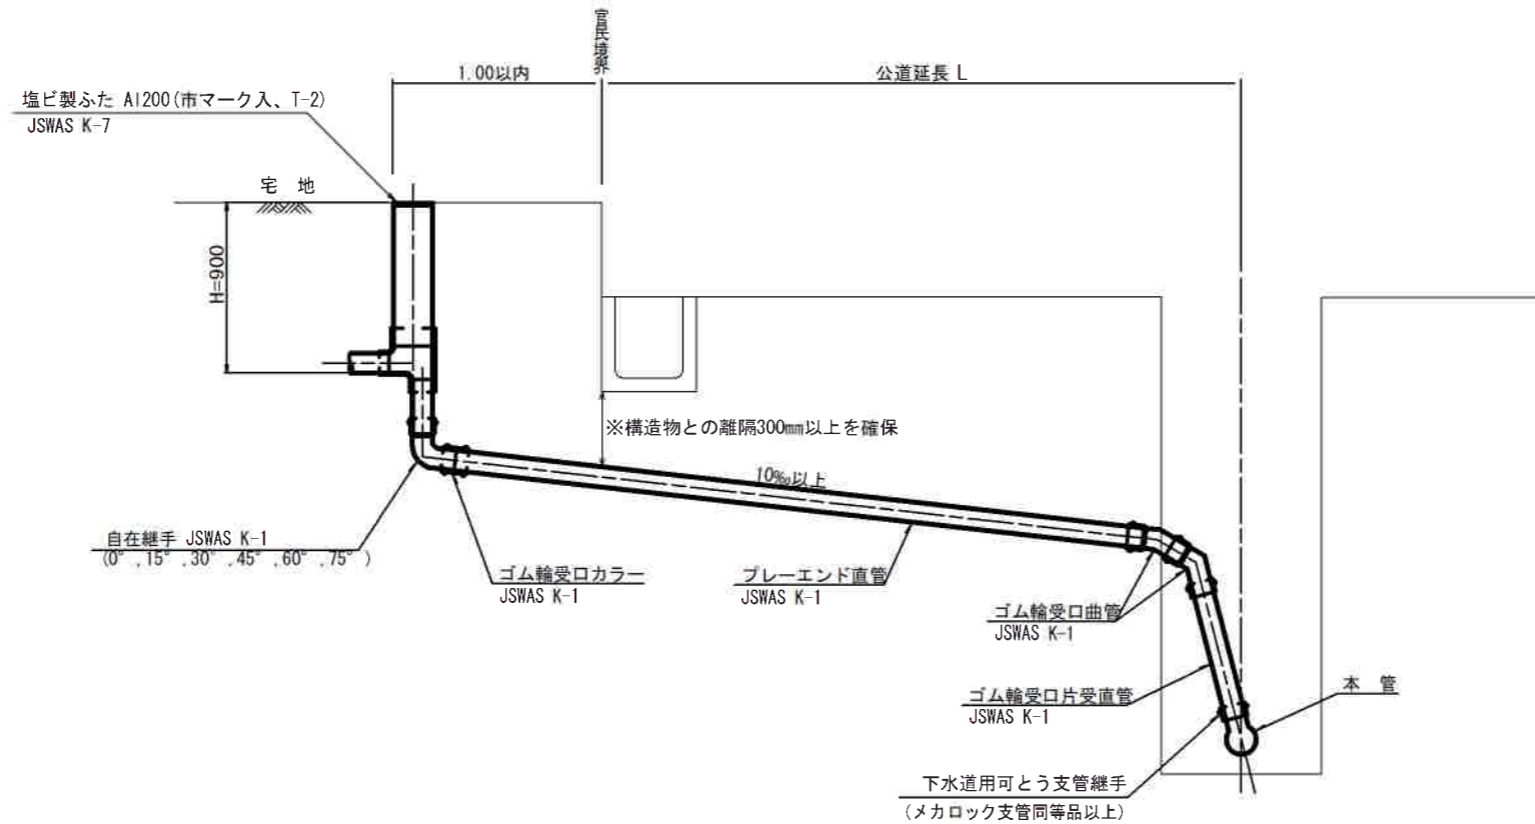 官民境界
1.00以内
公道延長 L
塩ビ製ふた A1200(市マーク入、T-2)
JSWAS K-7
宅 地
H=900
※構造物との離隔300mm以上を確保
10‰以上
自在継手 JSWAS K-1
(0°.15°.30°.45°.60°.75°)
ゴム輪受口カラー
JSWAS K-1
プレーエンド直管
JSWAS K-1
ゴム輪受口曲管
JSWAS K-1
ゴム輪受口片受直管
JSWAS K-1
本 管
下水道用可とう支管継手
(メカロック支管同等品以上)